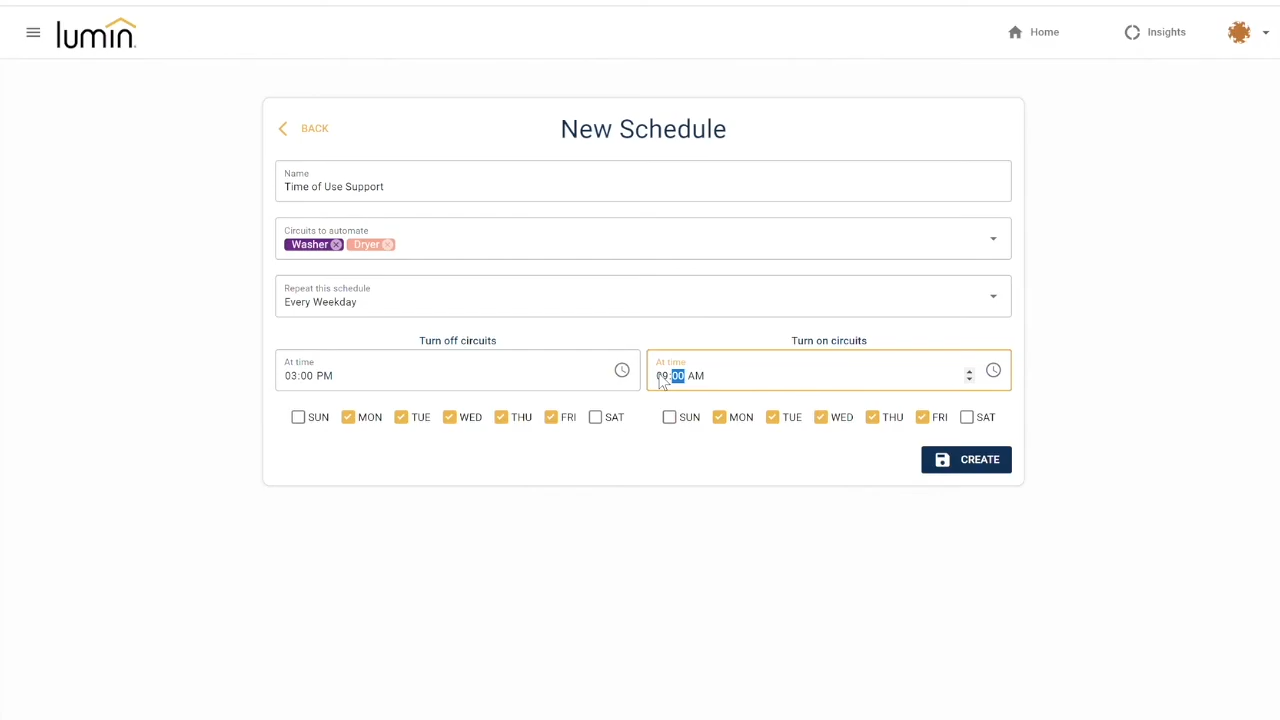 lumin.
Home
Insights
BACK
New Schedule
Name
Time of Use Support
Circuits to automate
Washer Dryer
Repeat this schedule
Every Weekday
Turn off circuits
Turn on circuits
At time
03:00 PM
At time
09:00 AM
SUN MON TUE WED THU FRI SAT
SUN MON TUE WED THU FRI SAT
CREATE